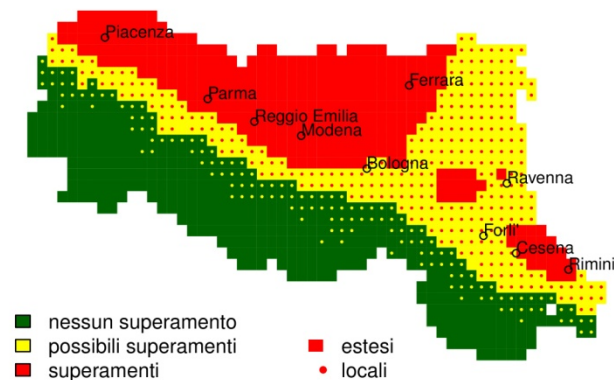 Piacenza
Ferrara
Parma
Reggio Emilia
Modena
Bologna
Ravenna
Forli'
Cesena
Rimini
nessun superamento
possibili superamenti
superamenti
estesi
locali